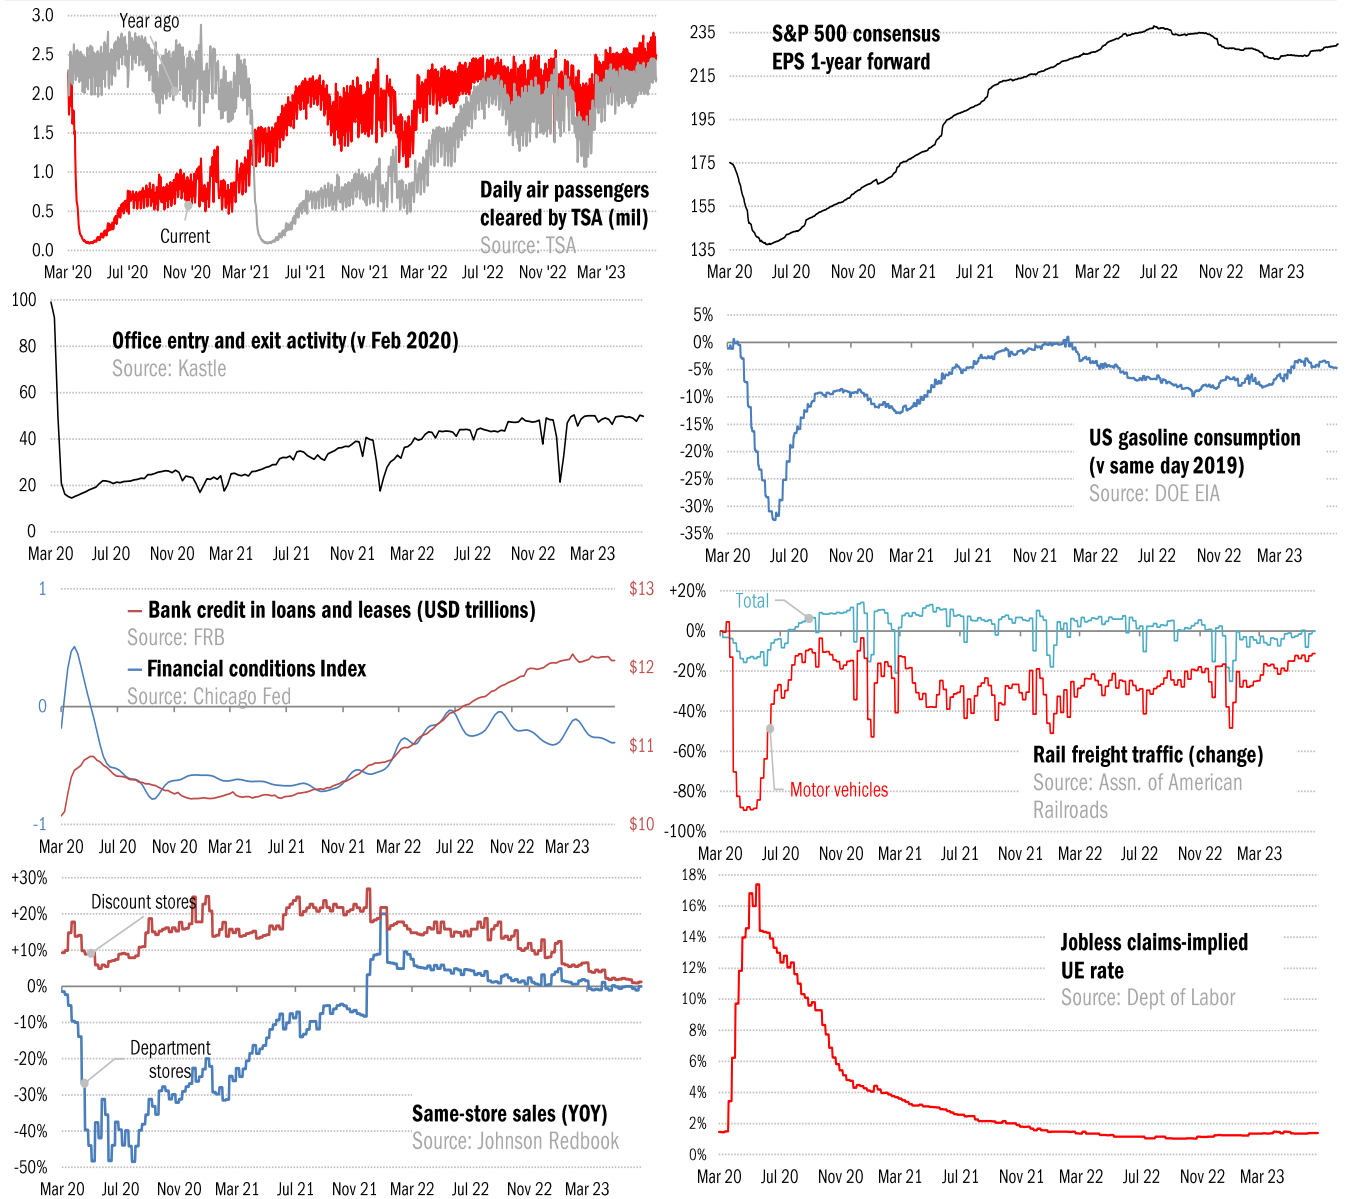 3.0
2.5
2.0
1.5
1.0
0.5
0.0
Year ago
Current
Daily air passengers
cleared by TSA (mil)
Source: TSA
Mar '20 Jul '20 Nov '20 Mar '21 Jul '21 Nov '21 Mar '22 Jul '22 Nov '22 Mar '23
235
215
195
175
155
135
S&P 500 consensus
EPS 1-year forward
Mar 20 Jul 20 Nov 20 Mar 21 Jul 21 Nov 21 Mar 22 Jul 22 Nov 22 Mar 23
100
80
60
40
20
0
Office entry and exit activity (v Feb 2020)
Source: Kastle
Mar 20 Jul 20 Nov 20 Mar 21 Jul 21 Nov 21 Mar 22 Jul 22 Nov 22 Mar 23
5%
0%
-5%
-10%
-15%
-20%
-25%
-30%
-35%
US gasoline consumption
(v same day 2019)
Source: DOE EIA
Mar 20 Jul 20 Nov 20 Mar 21 Jul 21 Nov 21 Mar 22 Jul 22 Nov 22 Mar 23
1
0
-1
Bank credit in loans and leases (USD trillions)
Source: FRB
Financial conditions Index
Source: Chicago Fed
$13
$12
$11
$10
Mar 20 Jul 20 Nov 20 Mar 21 Jul 21 Nov 21 Mar 22 Jul 22 Nov 22 Mar 23
+20%
0%
-20%
-40%
-60%
-80%
-100%
Total
Motor vehicles
Rail freight traffic (change)
Source: Assn. of American
Railroads
Mar 20 Jul 20 Nov 20 Mar 21 Jul 21 Nov 21 Mar 22 Jul 22 Nov 22 Mar 23
+30%
+20%
+10%
0%
-10%
-20%
-30%
-40%
-50%
Discount stores
Department
stores
Same-store sales (YOY)
Source: Johnson Redbook
Mar 20 Jul 20 Nov 20 Mar 21 Jul 21 Nov 21 Mar 22 Jul 22 Nov 22 Mar 23
18%
16%
14%
12%
10%
8%
6%
4%
2%
0%
Jobless claims-implied
UE rate
Source: Dept of Labor
Mar 20 Jul 20 Nov 20 Mar 21 Jul 21 Nov 21 Mar 22 Jul 22 Nov 22 Mar 23